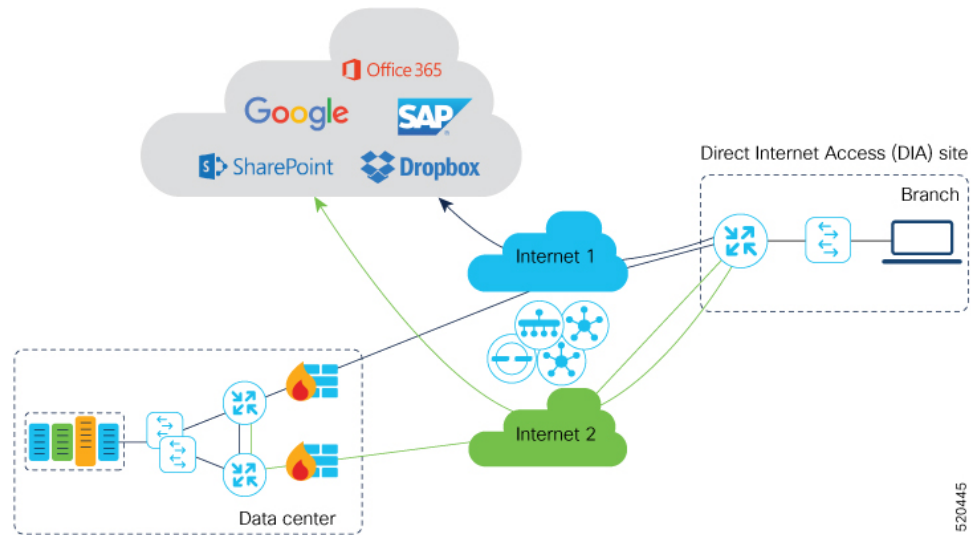 Office 365
Google
SAP
SharePoint
Dropbox
Direct Internet Access (DIA) site
Branch
Internet 1
Internet 2
Data center
520445